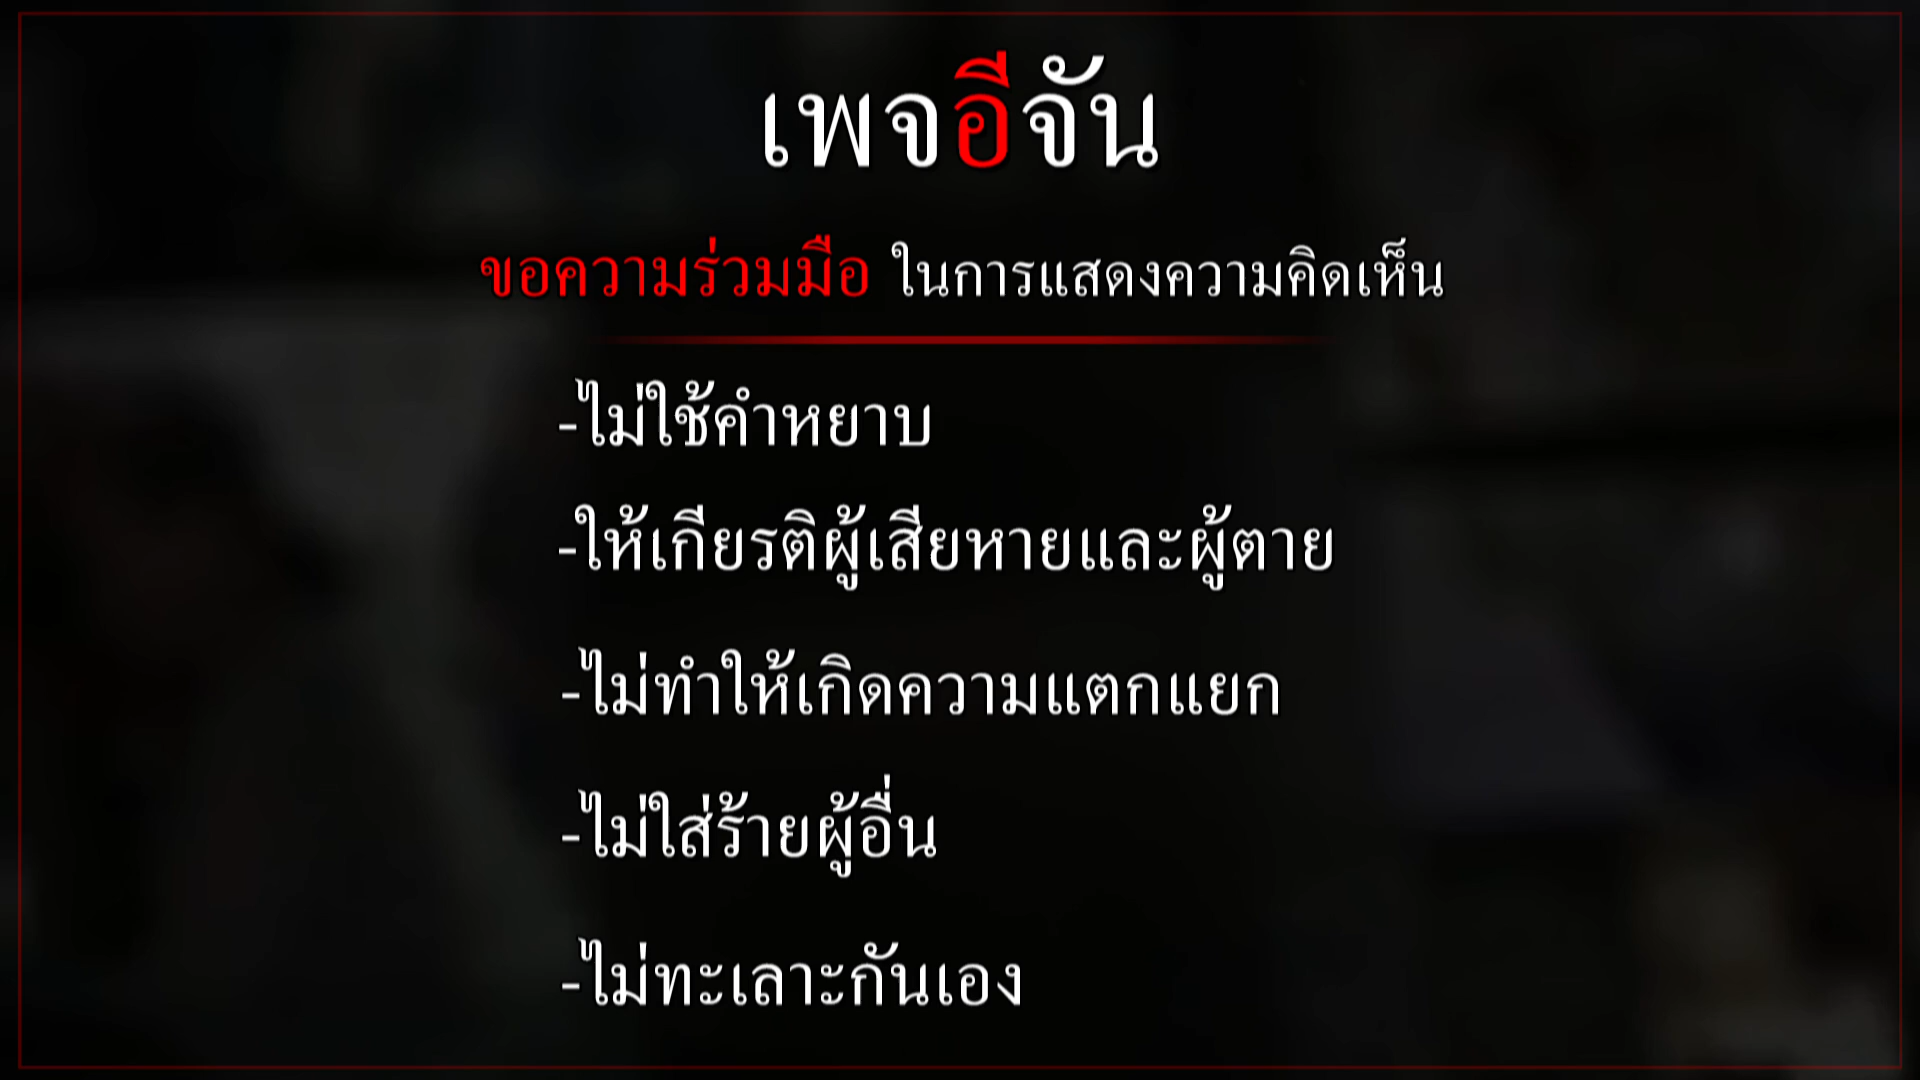 เพจอีจัน
ขอความร่วมมือ ในการแสดงความคิดเห็น
-ไม่ใช้คำหยาบ
-ให้เกียรติผู้เสียหายและผู้ตาย
-ไม่ทำให้เกิดความแตกแยก
-ไม่ใส่ร้ายผู้อื่น
-ไม่ทะเลาะกันเอง